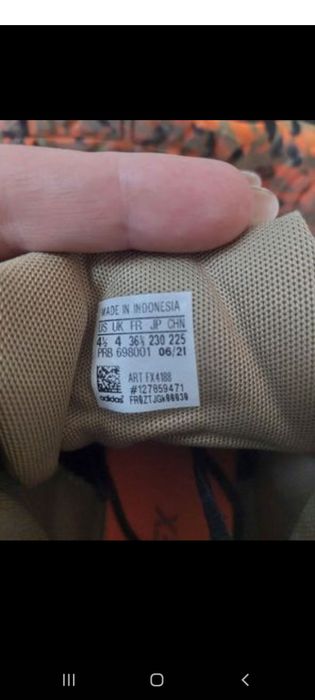 MADE IN INDONESIA
US UK FR JP CHN
4½ 4 36⅔ 230 225
PRB 698001 06/21
ART FX4188
#127859471
adidas